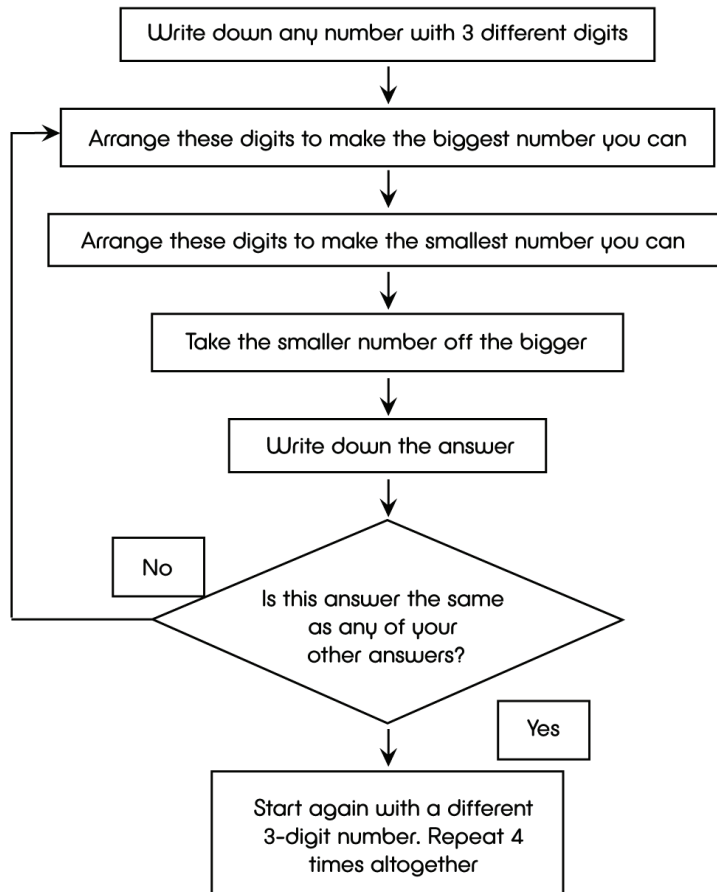 Write down any number with 3 different digits
Arrange these digits to make the biggest number you can
Arrange these digits to make the smallest number you can
Take the smaller number off the bigger
Write down the answer
No
Is this answer the same
as any of your
other answers?
Yes
Start again with a different
3-digit number. Repeat 4
times altogether